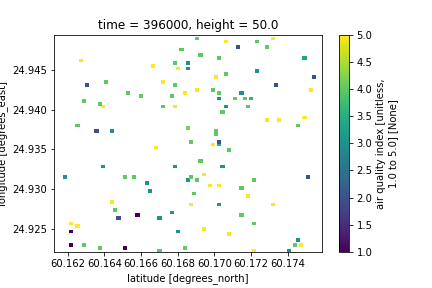 time = 396000, height = 50.0
24.945
24.940
24.935
24.930
24.925
longitude [degrees_east]
60.162 60.164 60.166 60.168 60.170 60.172 60.174
latitude [degrees_north]
5.0
4.5
4.0
3.5
3.0
2.5
2.0
1.5
1.0
air quality index [unitless,
1.0 to 5.0] [None]